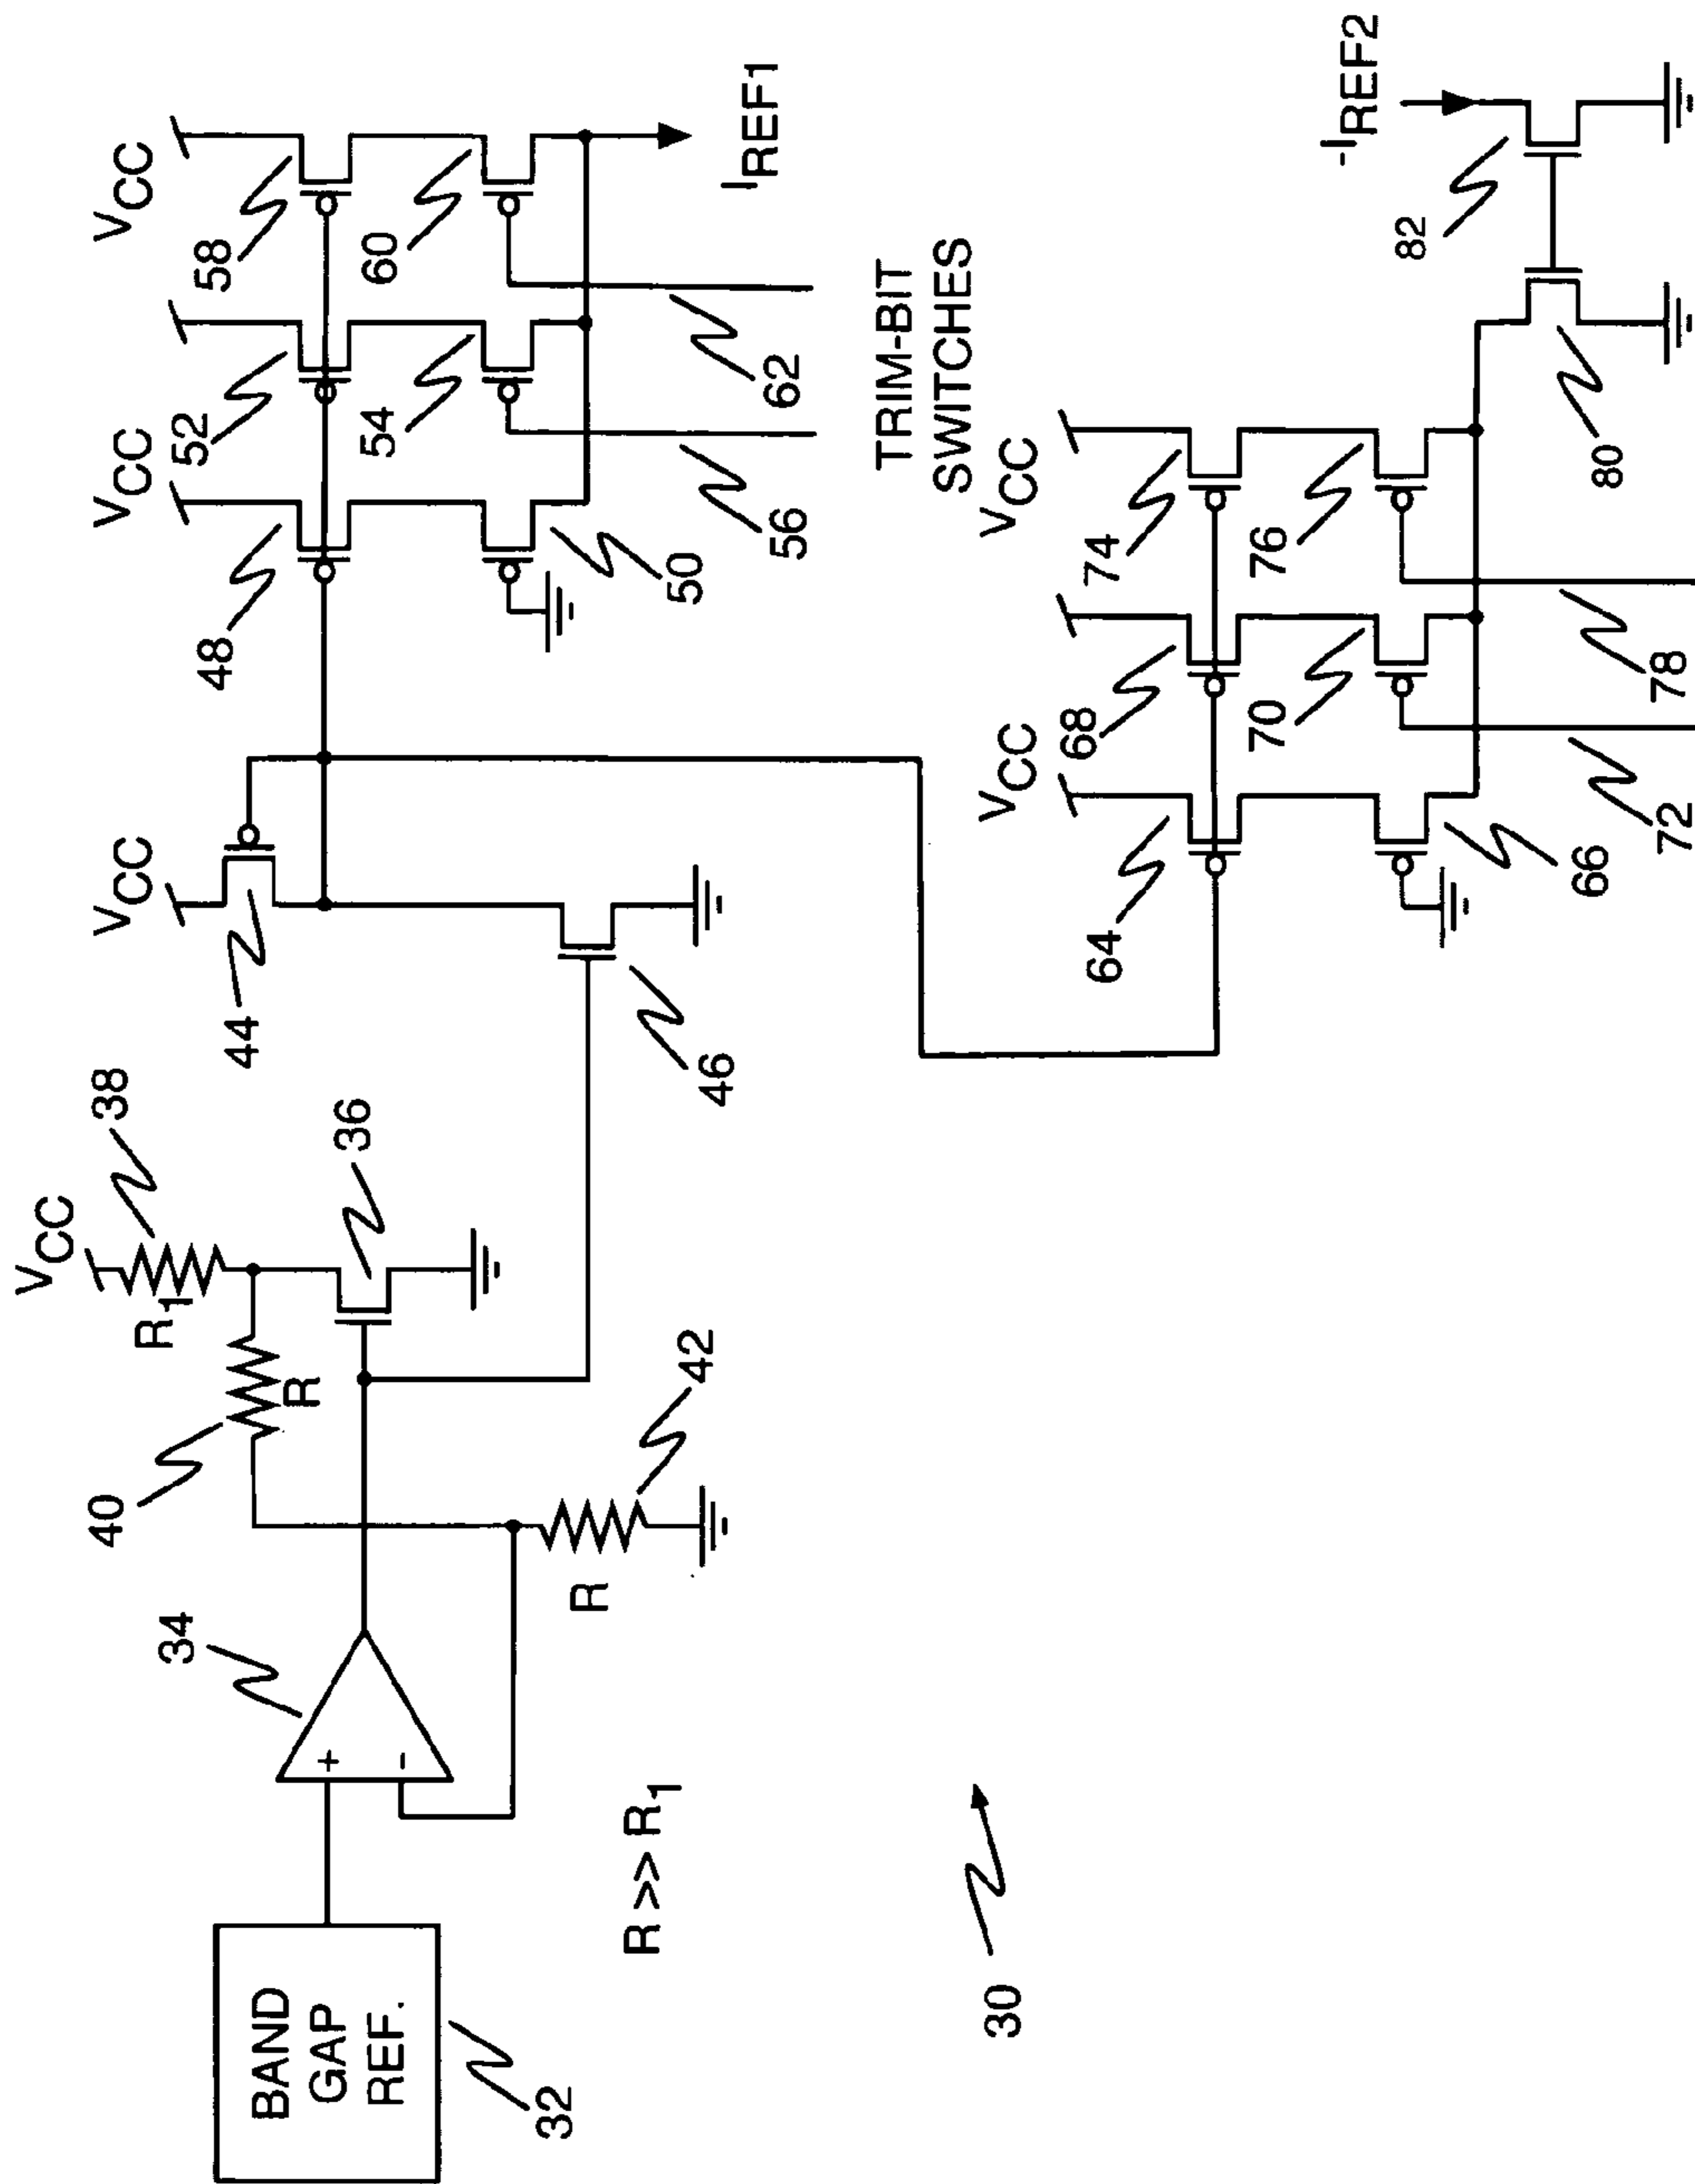 BAND
GAP
REF.
32
34
+
-
40
R
R1
VCC
38
36
42
R
R >> R1
30
VCC
44
46
VCC
48
50
52
54
56
VCC
58
60
62
IREF1
TRIM-BIT
SWITCHES
VCC
64
66
68
70
72
VCC
74
76
78
80
82
-IREF2